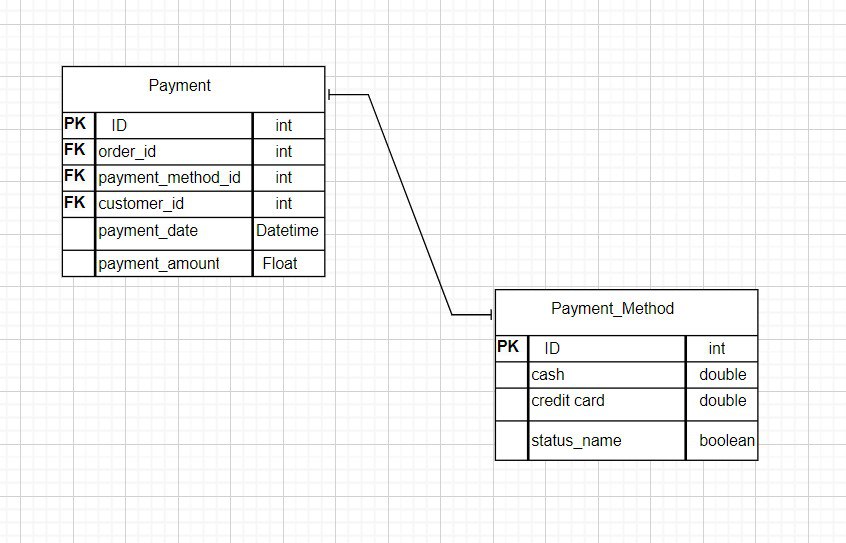 Payment
PK ID int
FK order_id int
FK payment_method_id int
FK customer_id int
payment_date Datetime
payment_amount Float
Payment_Method
PK ID int
cash double
credit card double
status_name boolean